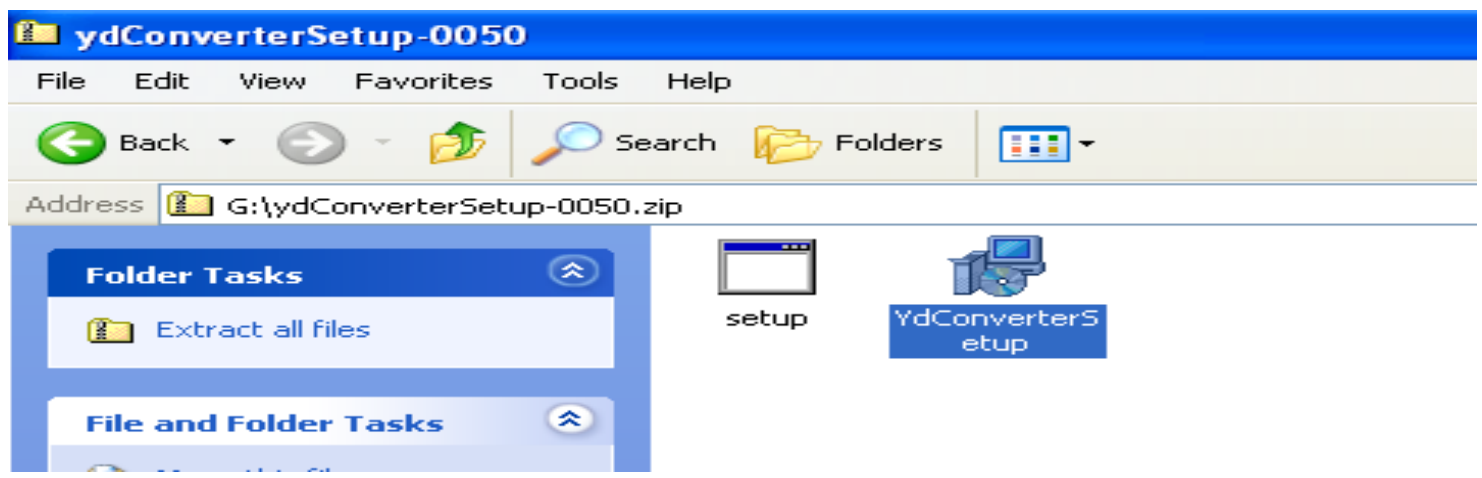 ydConverterSetup-0050
File Edit View Favorites Tools Help
Back Search Folders
Address G:\ydConverterSetup-0050.zip
Folder Tasks
Extract all files
File and Folder Tasks
setup
YdConverterS
etup